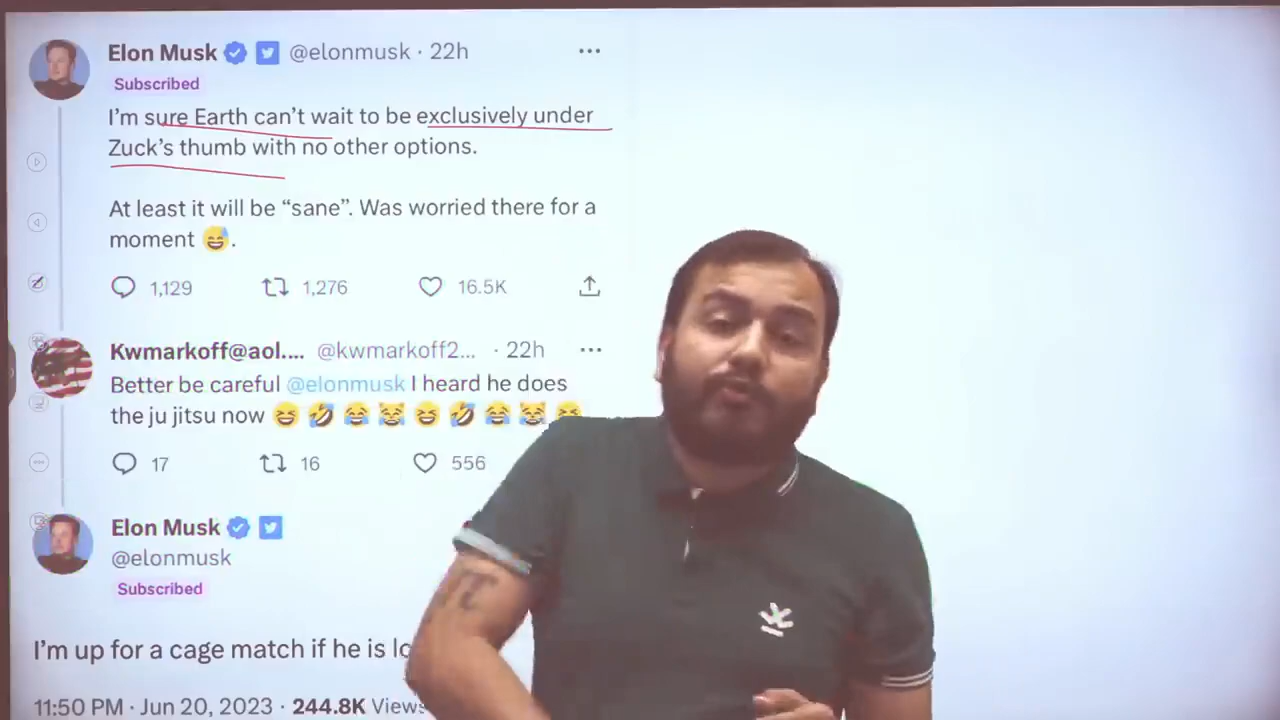 Elon Musk @elonmusk · 22h
Subscribed
I'm sure Earth can't wait to be exclusively under
Zuck's thumb with no other options.
At least it will be “sane”. Was worried there for a
moment 😅.
1,129 1,276 16.5K
Kwmarkoff@aol.... @kwmarkoff2... · 22h
Better be careful @elonmusk I heard he does
the ju jitsu now 😆🤣😂😹😆🤣😂😹😆
17 16 556
Elon Musk
@elonmusk
Subscribed
I'm up for a cage match if he is
11:50 PM · Jun 20, 2023 · 244.8K Views